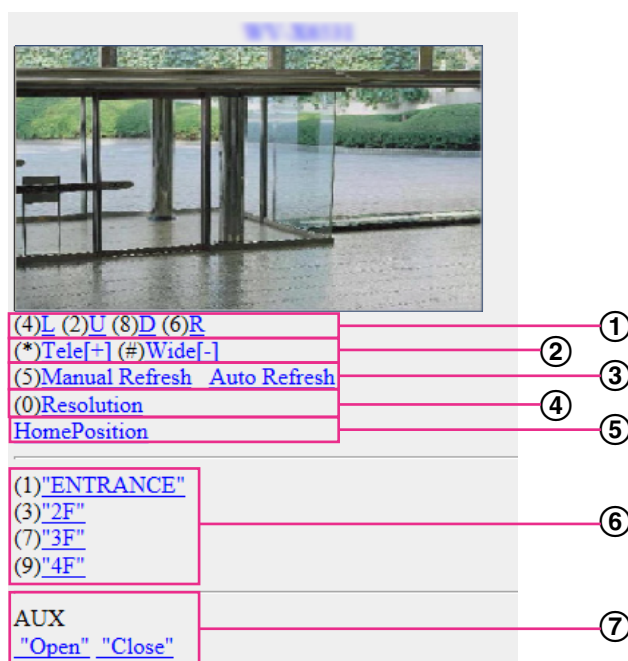 (4)L (2)U (8)D (6)R ①
(*)Tele[+] (#)Wide[-] ②
(5)Manual Refresh Auto Refresh ③
(0)Resolution ④
HomePosition ⑤
(1)"ENTRANCE"
(3)"2F"
(7)"3F"
(9)"4F"
⑥
AUX
"Open" "Close"
⑦